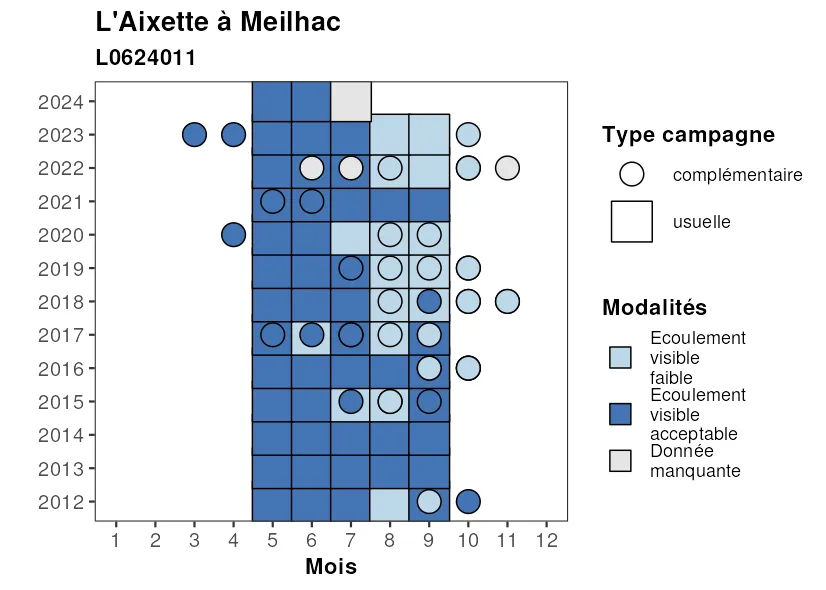 L'Aixette à Meilhac
L0624011
2024
2023
2022
2021
2020
2019
2018
2017
2016
2015
2014
2013
2012
1 2 3 4 5 6 7 8 9 10 11 12
Mois
Type campagne
complémentaire
usuelle
Modalités
Ecoulement
visible
faible
Ecoulement
visible
acceptable
Donnée
manquante